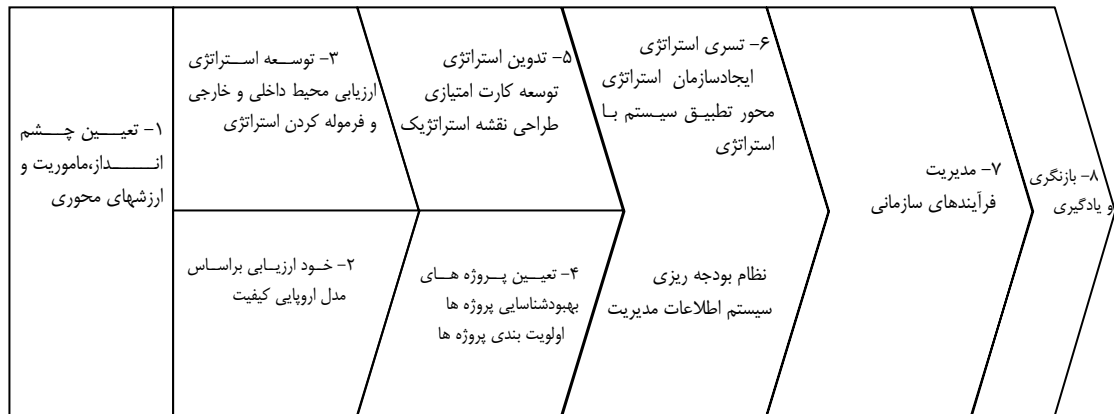 ۱- تعیین چشم
انداز،ماموریت و
ارزشهای محوری
۲- خود ارزیابی براساس
مدل اروپایی کیفیت
۳- توسعه استراتژی
ارزیابی محیط داخلی و خارجی
و فرموله کردن استراتژی
۴- تعیین پروژه های
بهبودشناسایی پروژه ها
اولویت بندی پروژه ها
۵- تدوین استراتژی
توسعه کارت امتیازی
طراحی نقشه استراتژیک
۶- تسری استراتژی
ایجادسازمان استراتژی
محور تطبیق سیستم با
استراتژی
نظام بودجه ریزی
سیستم اطلاعات مدیریت
۷- مدیریت
فرآیندهای سازمانی
۸- بازنگری
و یادگیری